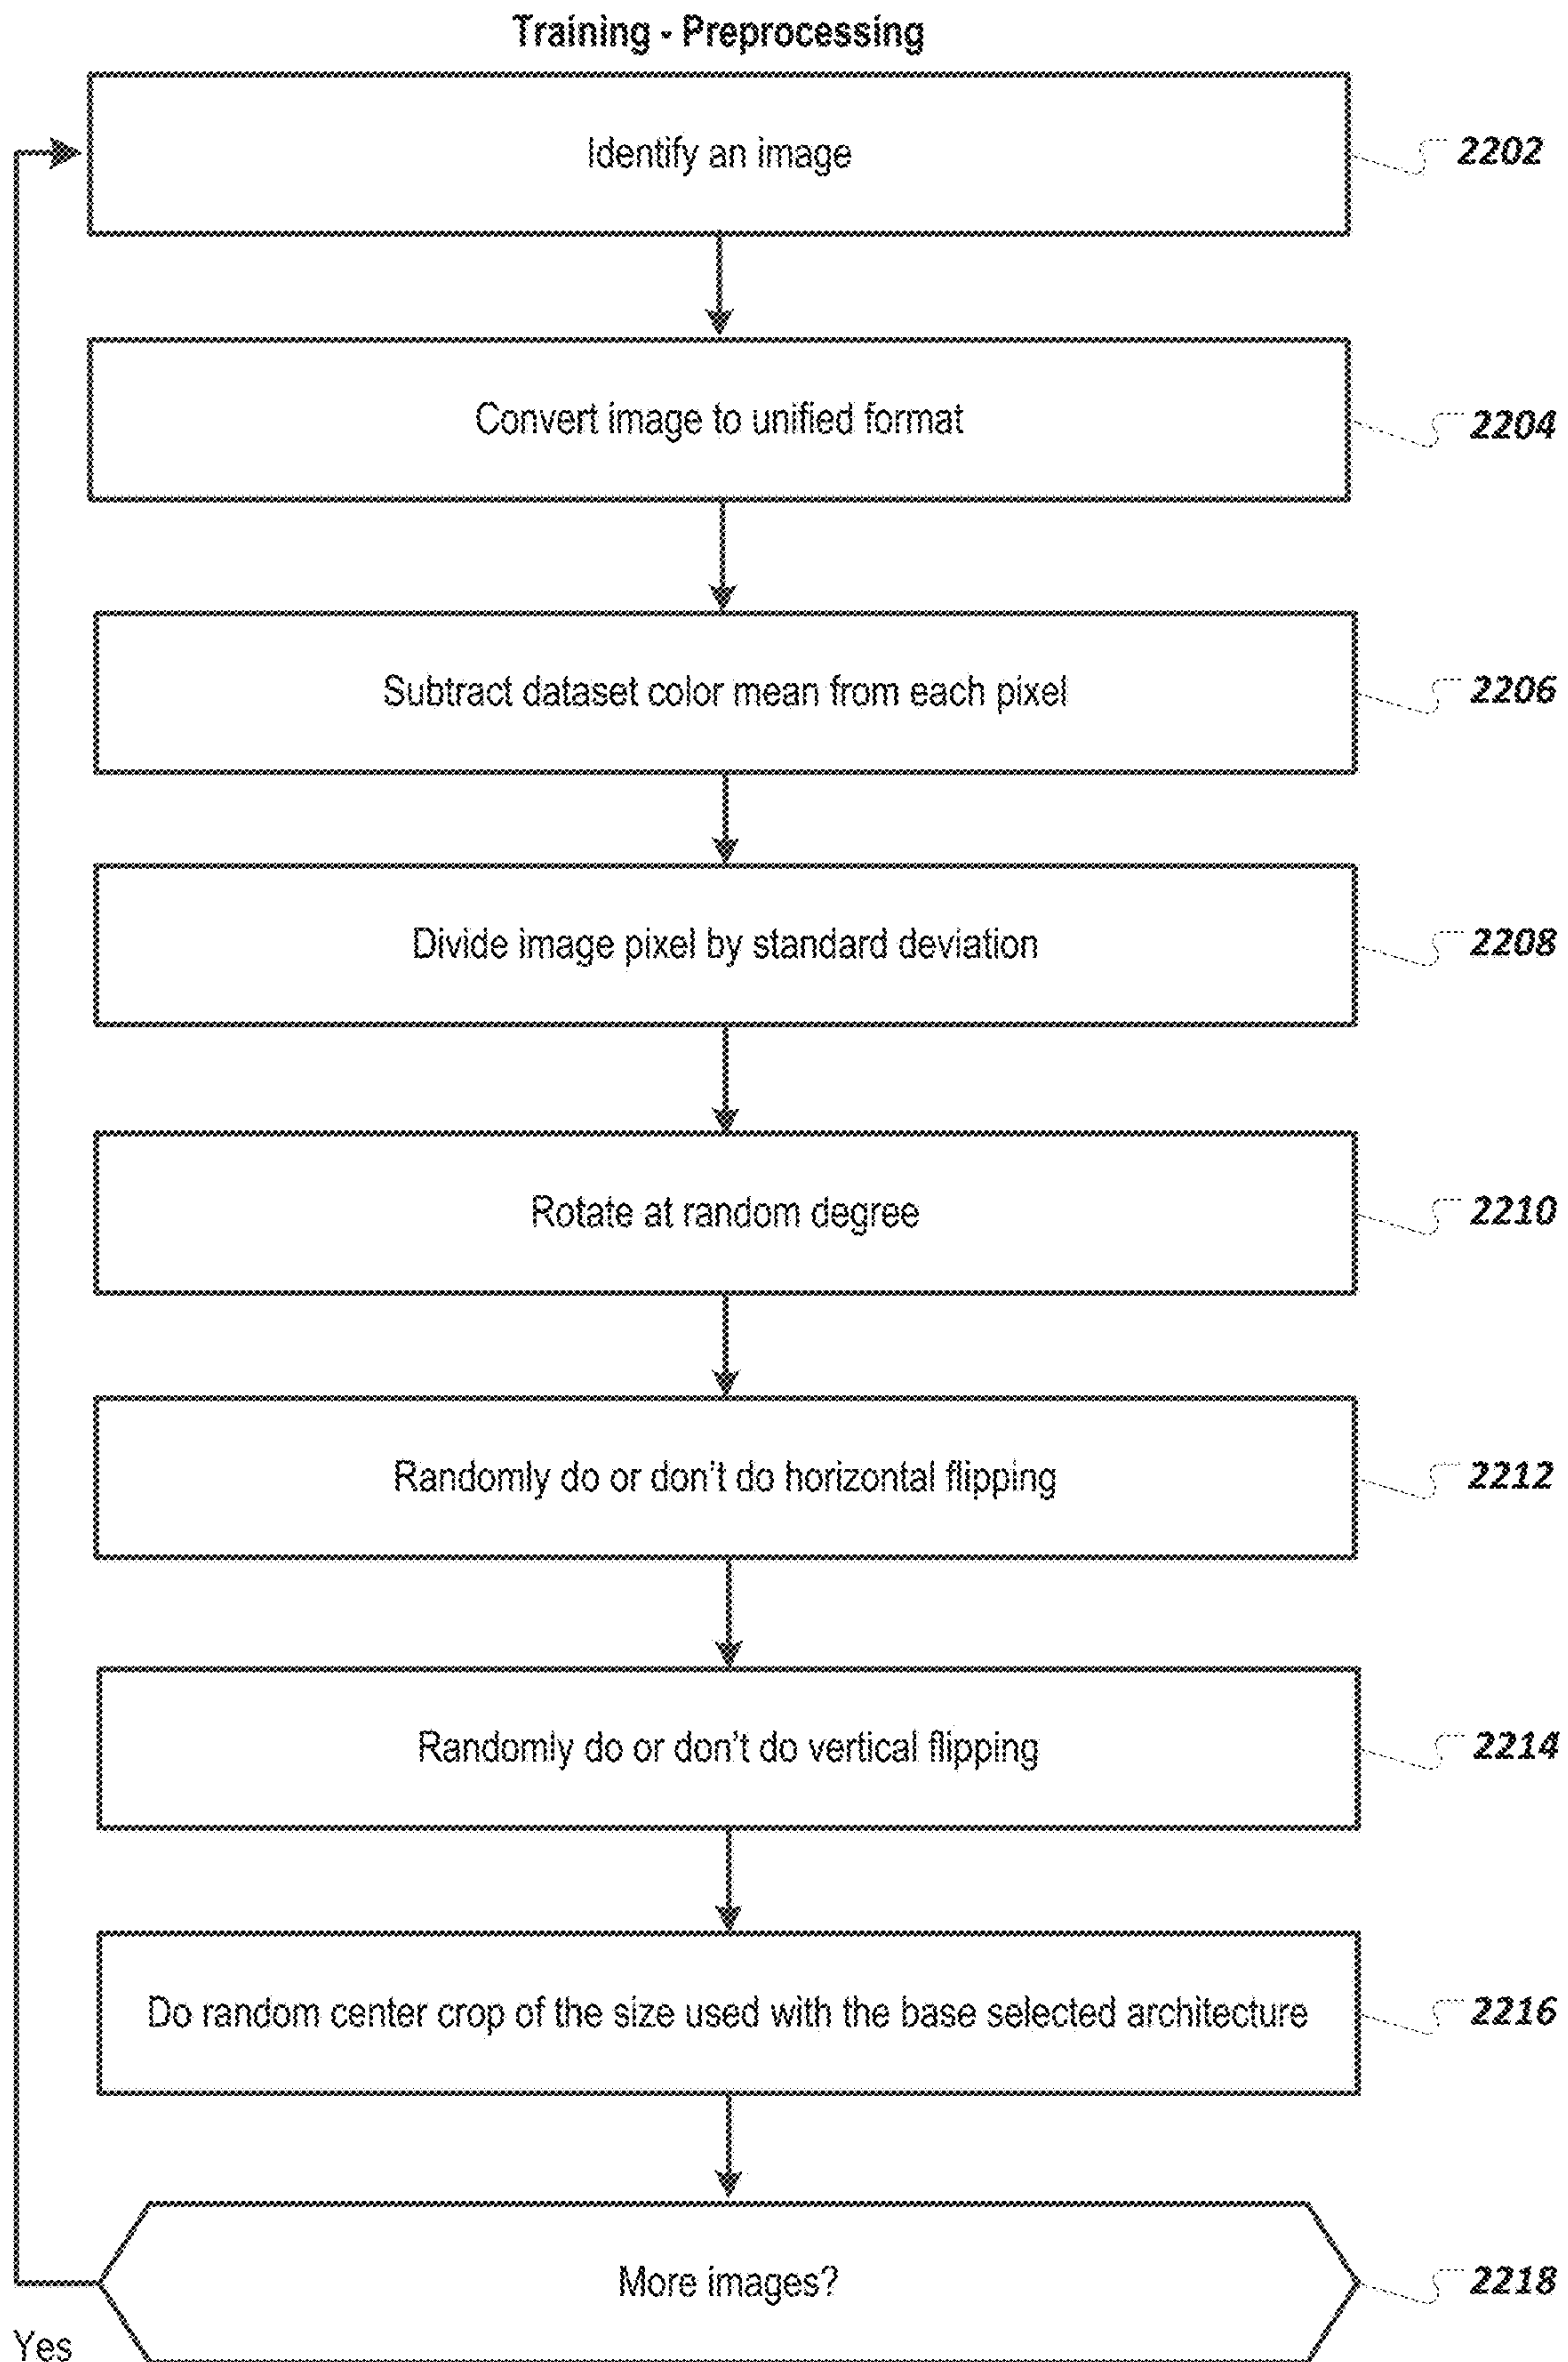 Training - Preprocessing
Identify an image
2202
Convert image to unified format
2204
Subtract dataset color mean from each pixel
2206
Divide image pixel by standard deviation
2208
Rotate at random degree
2210
Randomly do or don't do horizontal flipping
2212
Randomly do or don't do vertical flipping
2214
Do random center crop of the size used with the base selected architecture
2216
More images?
2218
Yes